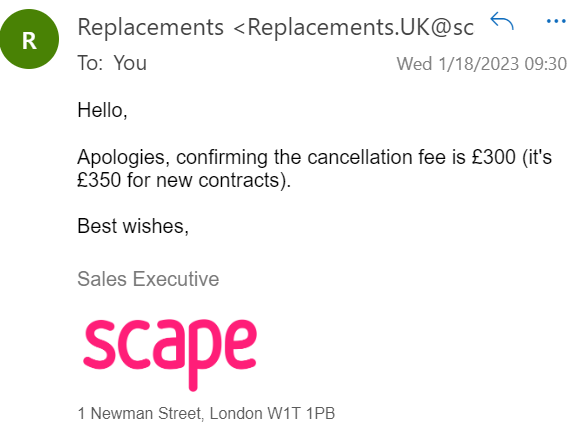 R
Replacements <Replacements.UK@sc
To: You
Wed 1/18/2023 09:30
Hello,
Apologies, confirming the cancellation fee is £300 (it's
£350 for new contracts).
Best wishes,
Sales Executive
scape
1 Newman Street, London W1T 1PB